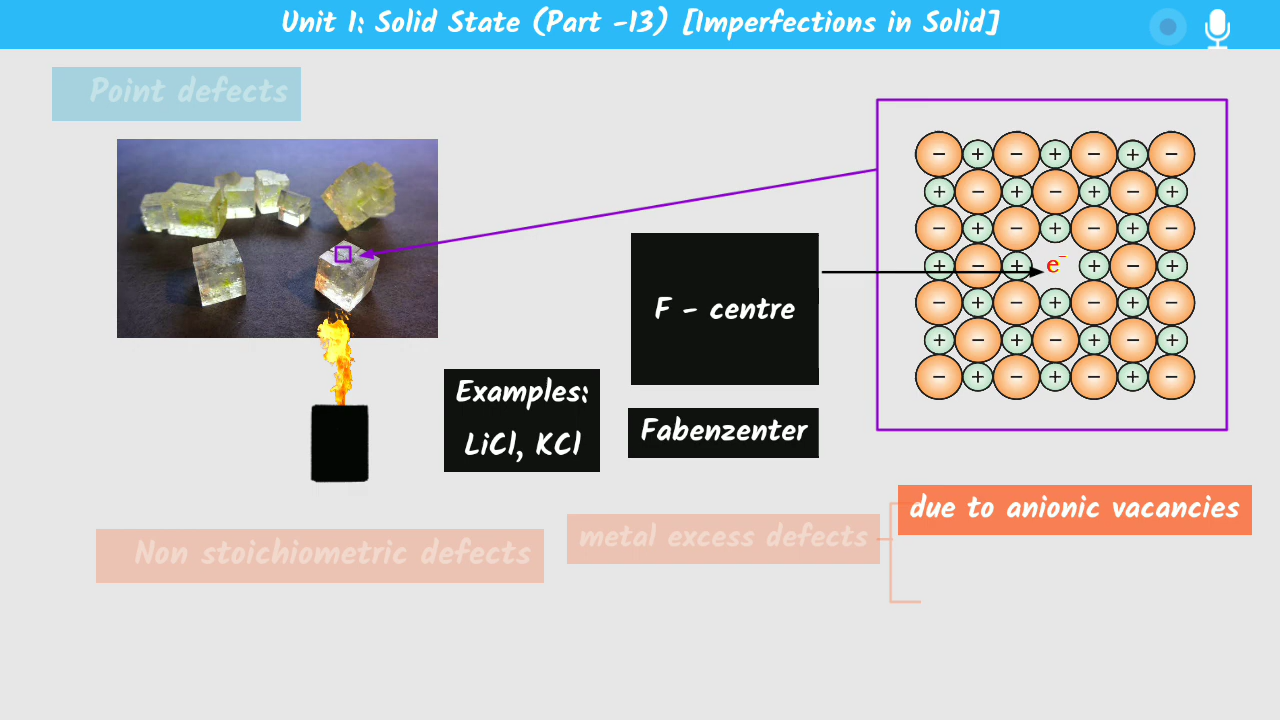 Unit 1: Solid State (Part -13) [Imperfections in Solid]
Point defects
− + − + − + −
+ − + − + − +
− + − + − + −
+ − + e⁻ + − +
− + − + − + −
+ − + − + − +
− + − + − + −
F - centre
Examples:
LiCl, KCl
Fabenzenter
due to anionic vacancies
metal excess defects
Non stoichiometric defects